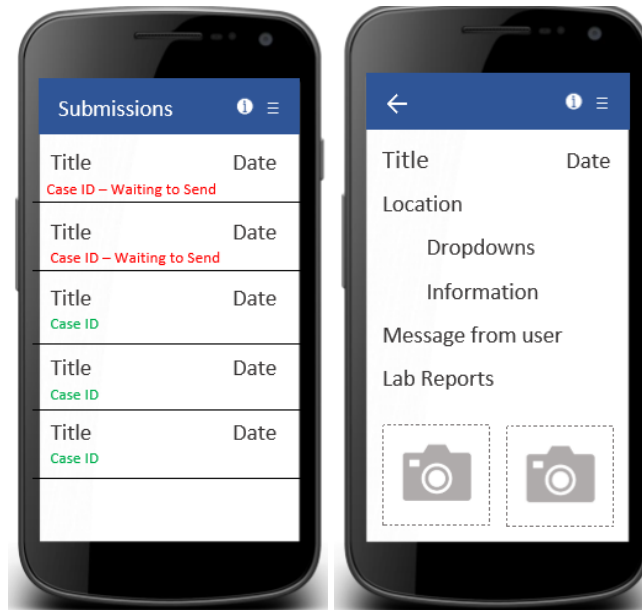 Submissions
Title Date
Case ID – Waiting to Send
Title Date
Case ID – Waiting to Send
Title Date
Case ID
Title Date
Case ID
Title Date
Case ID
Title Date
Location
Dropdowns
Information
Message from user
Lab Reports